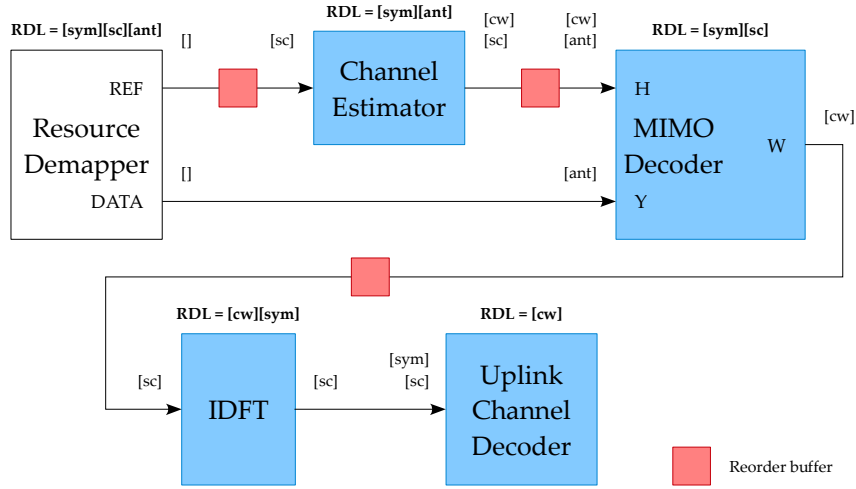 RDL = [sym][sc][ant]
RDL = [sym][ant]
RDL = [sym][sc]
[]
[sc]
[cw]
[sc]
[cw]
[ant]
REF
Resource
Demapper
DATA
Channel
Estimator
H
MIMO
Decoder
W
Y
[cw]
[]
[ant]
RDL = [cw][sym]
RDL = [cw]
[sc]
IDFT
[sc]
[sym]
[sc]
Uplink
Channel
Decoder
Reorder buffer